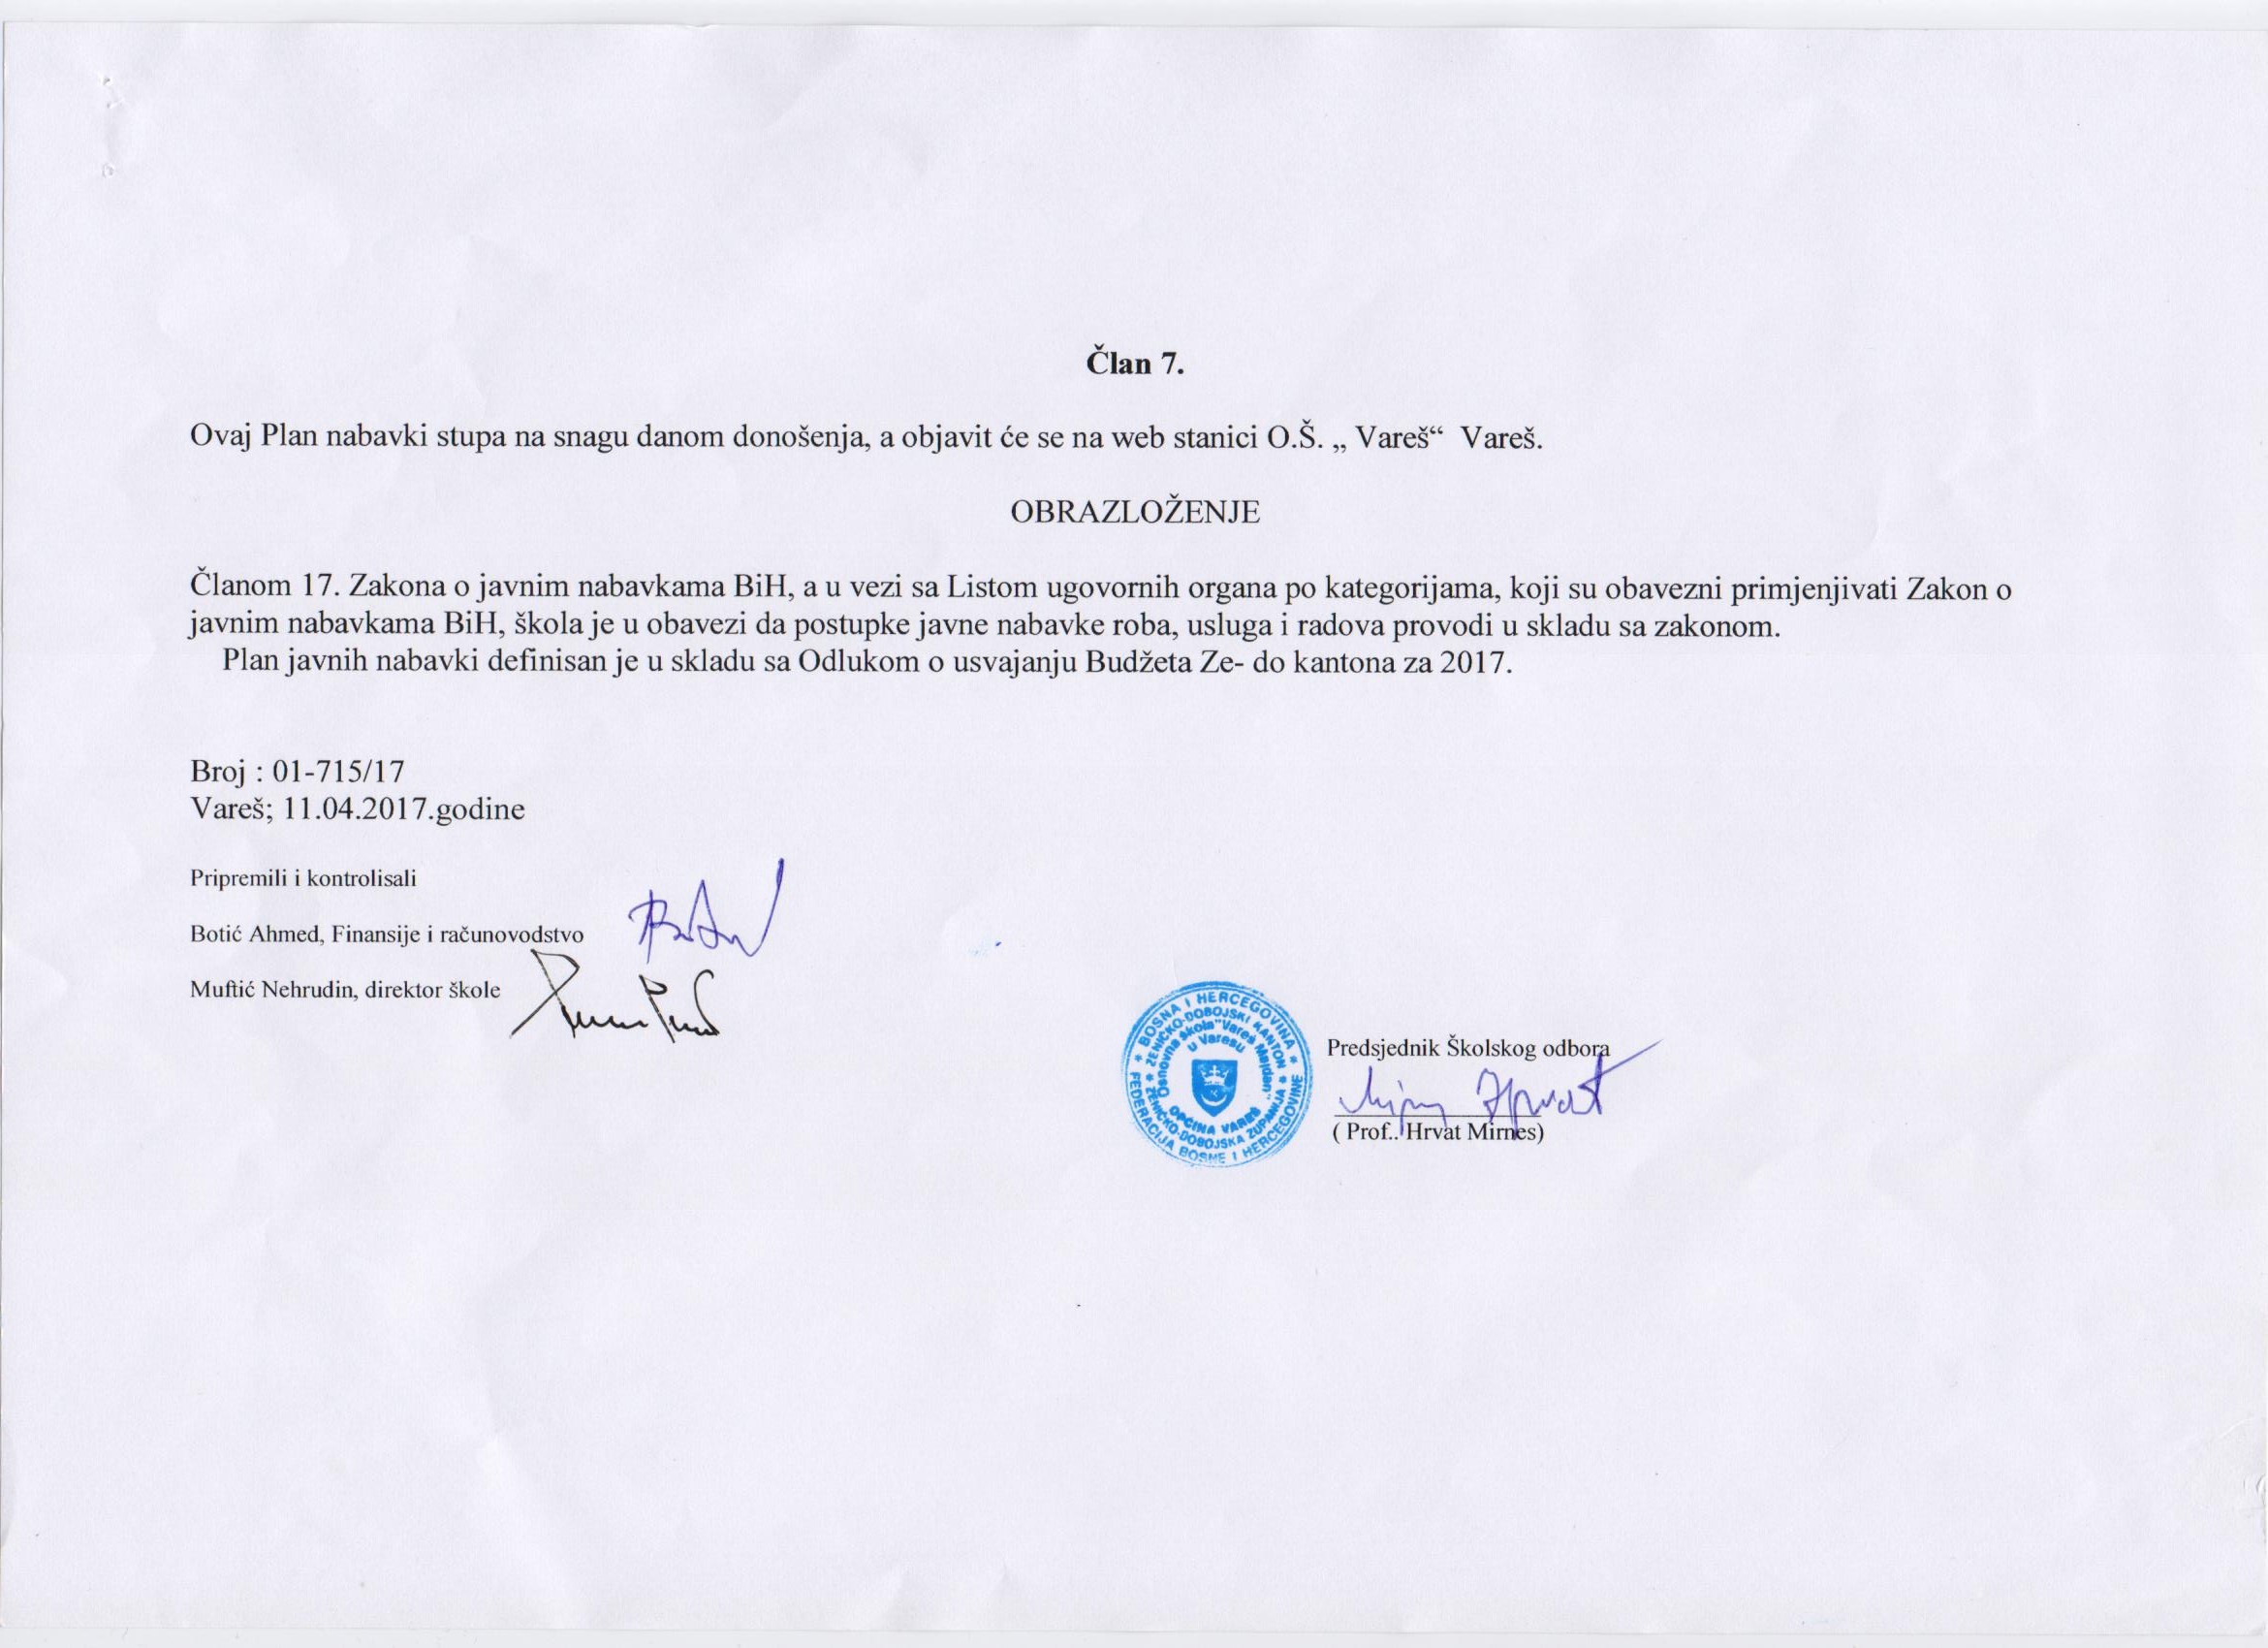 Član 7.
Ovaj Plan nabavki stupa na snagu danom donošenja, a objavit će se na web stanici O.Š. „ Vareš“ Vareš.
OBRAZLOŽENJE
Članom 17. Zakona o javnim nabavkama BiH, a u vezi sa Listom ugovornih organa po kategorijama, koji su obavezni primjenjivati Zakon o
javnim nabavkama BiH, škola je u obavezi da postupke javne nabavke roba, usluga i radova provodi u skladu sa zakonom.
Plan javnih nabavki definisan je u skladu sa Odlukom o usvajanju Budžeta Ze- do kantona za 2017.
Broj : 01-715/17
Vareš; 11.04.2017.godine
Pripremili i kontrolisali
Botić Ahmed, Finansije i računovodstvo
Muftić Nehrudin, direktor škole
* BOSNA I HERCEGOVINA *
FEDERACIJA BOSNE I HERCEGOVINE
* ZENIČKO-DOBOJSKI KANTON *
ZENIČKO-DOBOJSKA ŽUPANIJA
Osnovna škola "Vareš Majdan"
u Varešu
OPĆINA VAREŠ
Predsjednik Školskog odbora
( Prof.. Hrvat Mirnes)